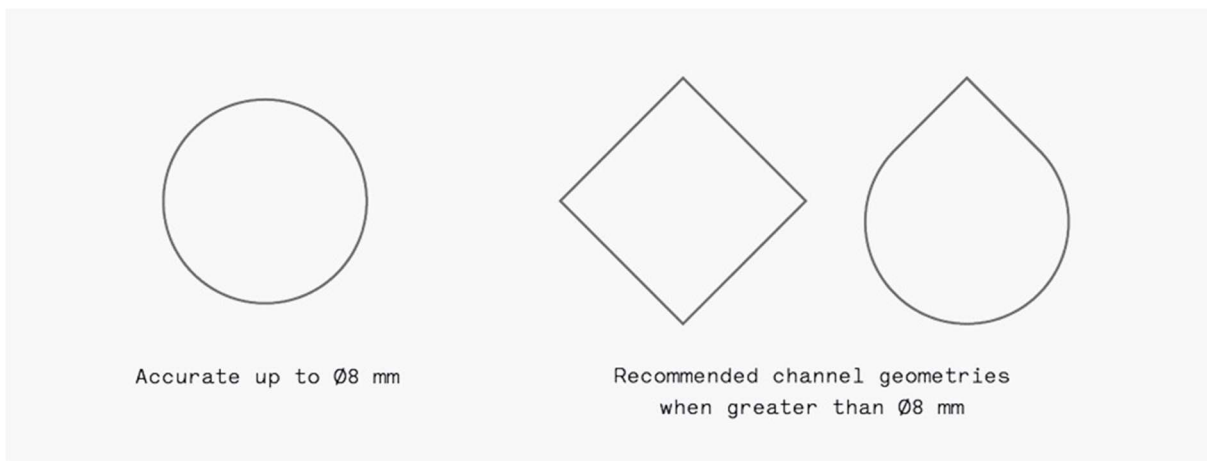 Accurate up to Ø8 mm
Recommended channel geometries
when greater than Ø8 mm